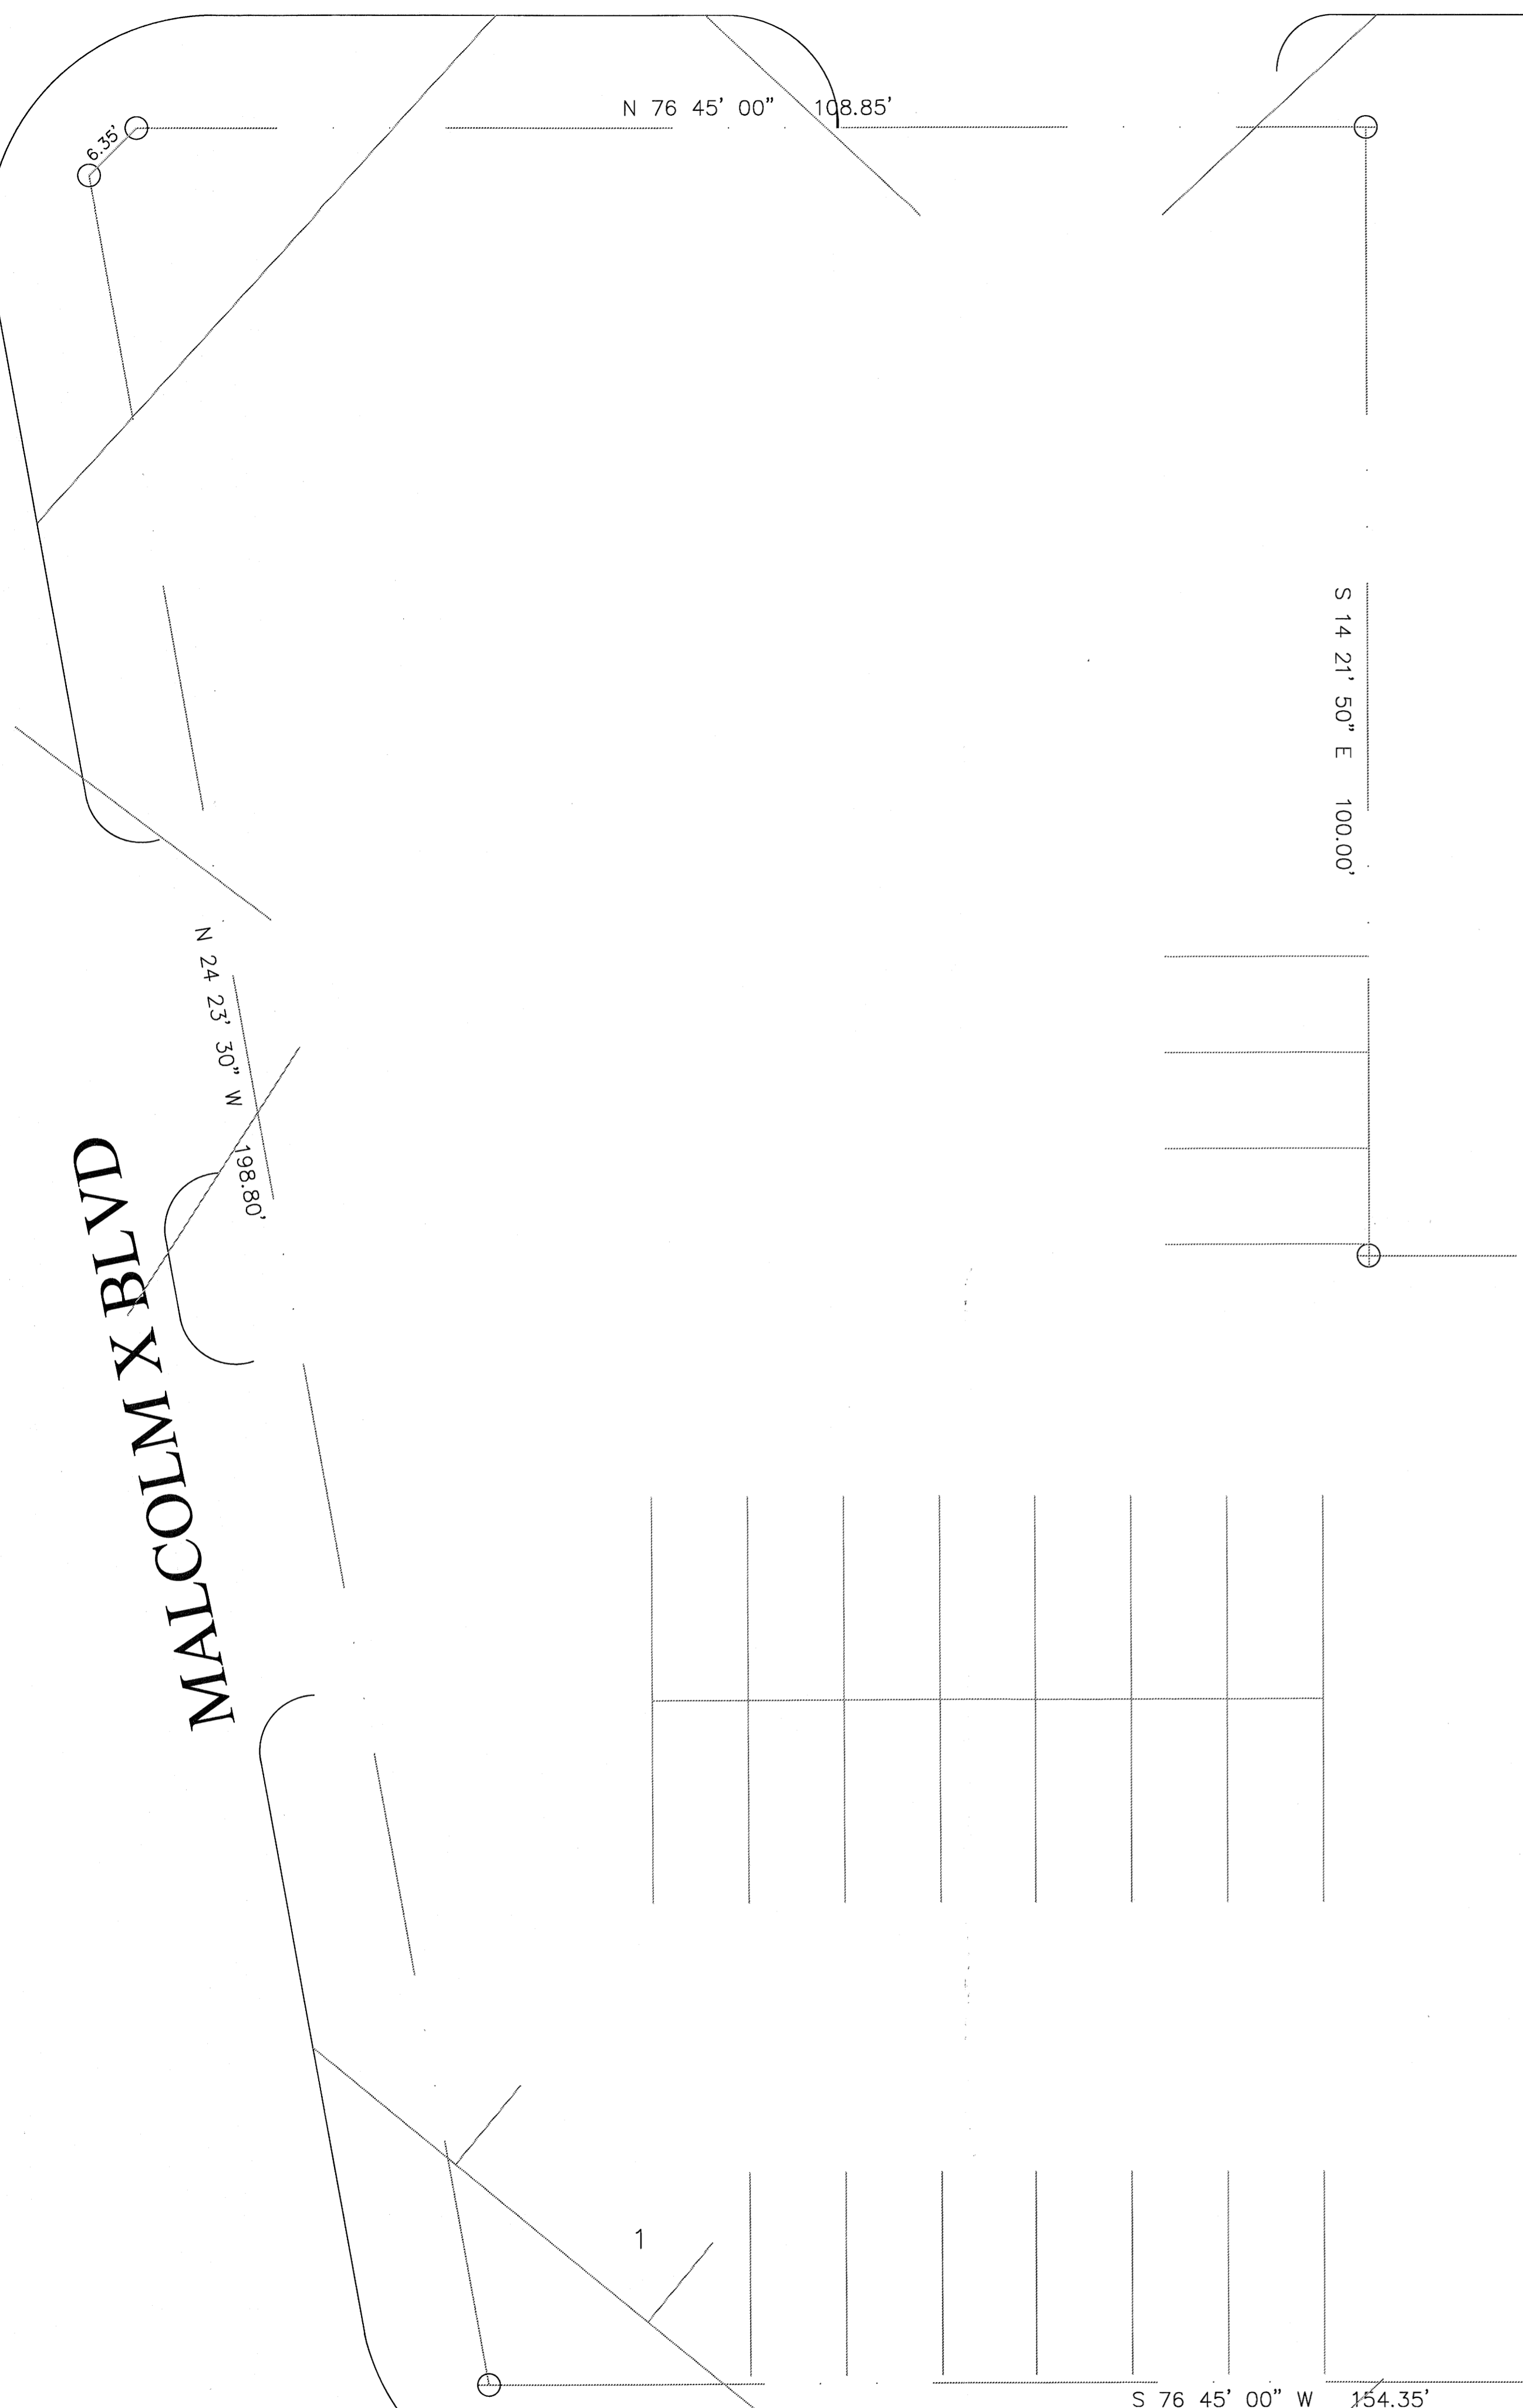 N 76 45' 00" 108.85'
6.35'
S 14 21' 50" E 100.00'
N 24 23' 30" W 198.80'
MALCOLM X BLVD
1
S 76 45' 00" W 154.35'